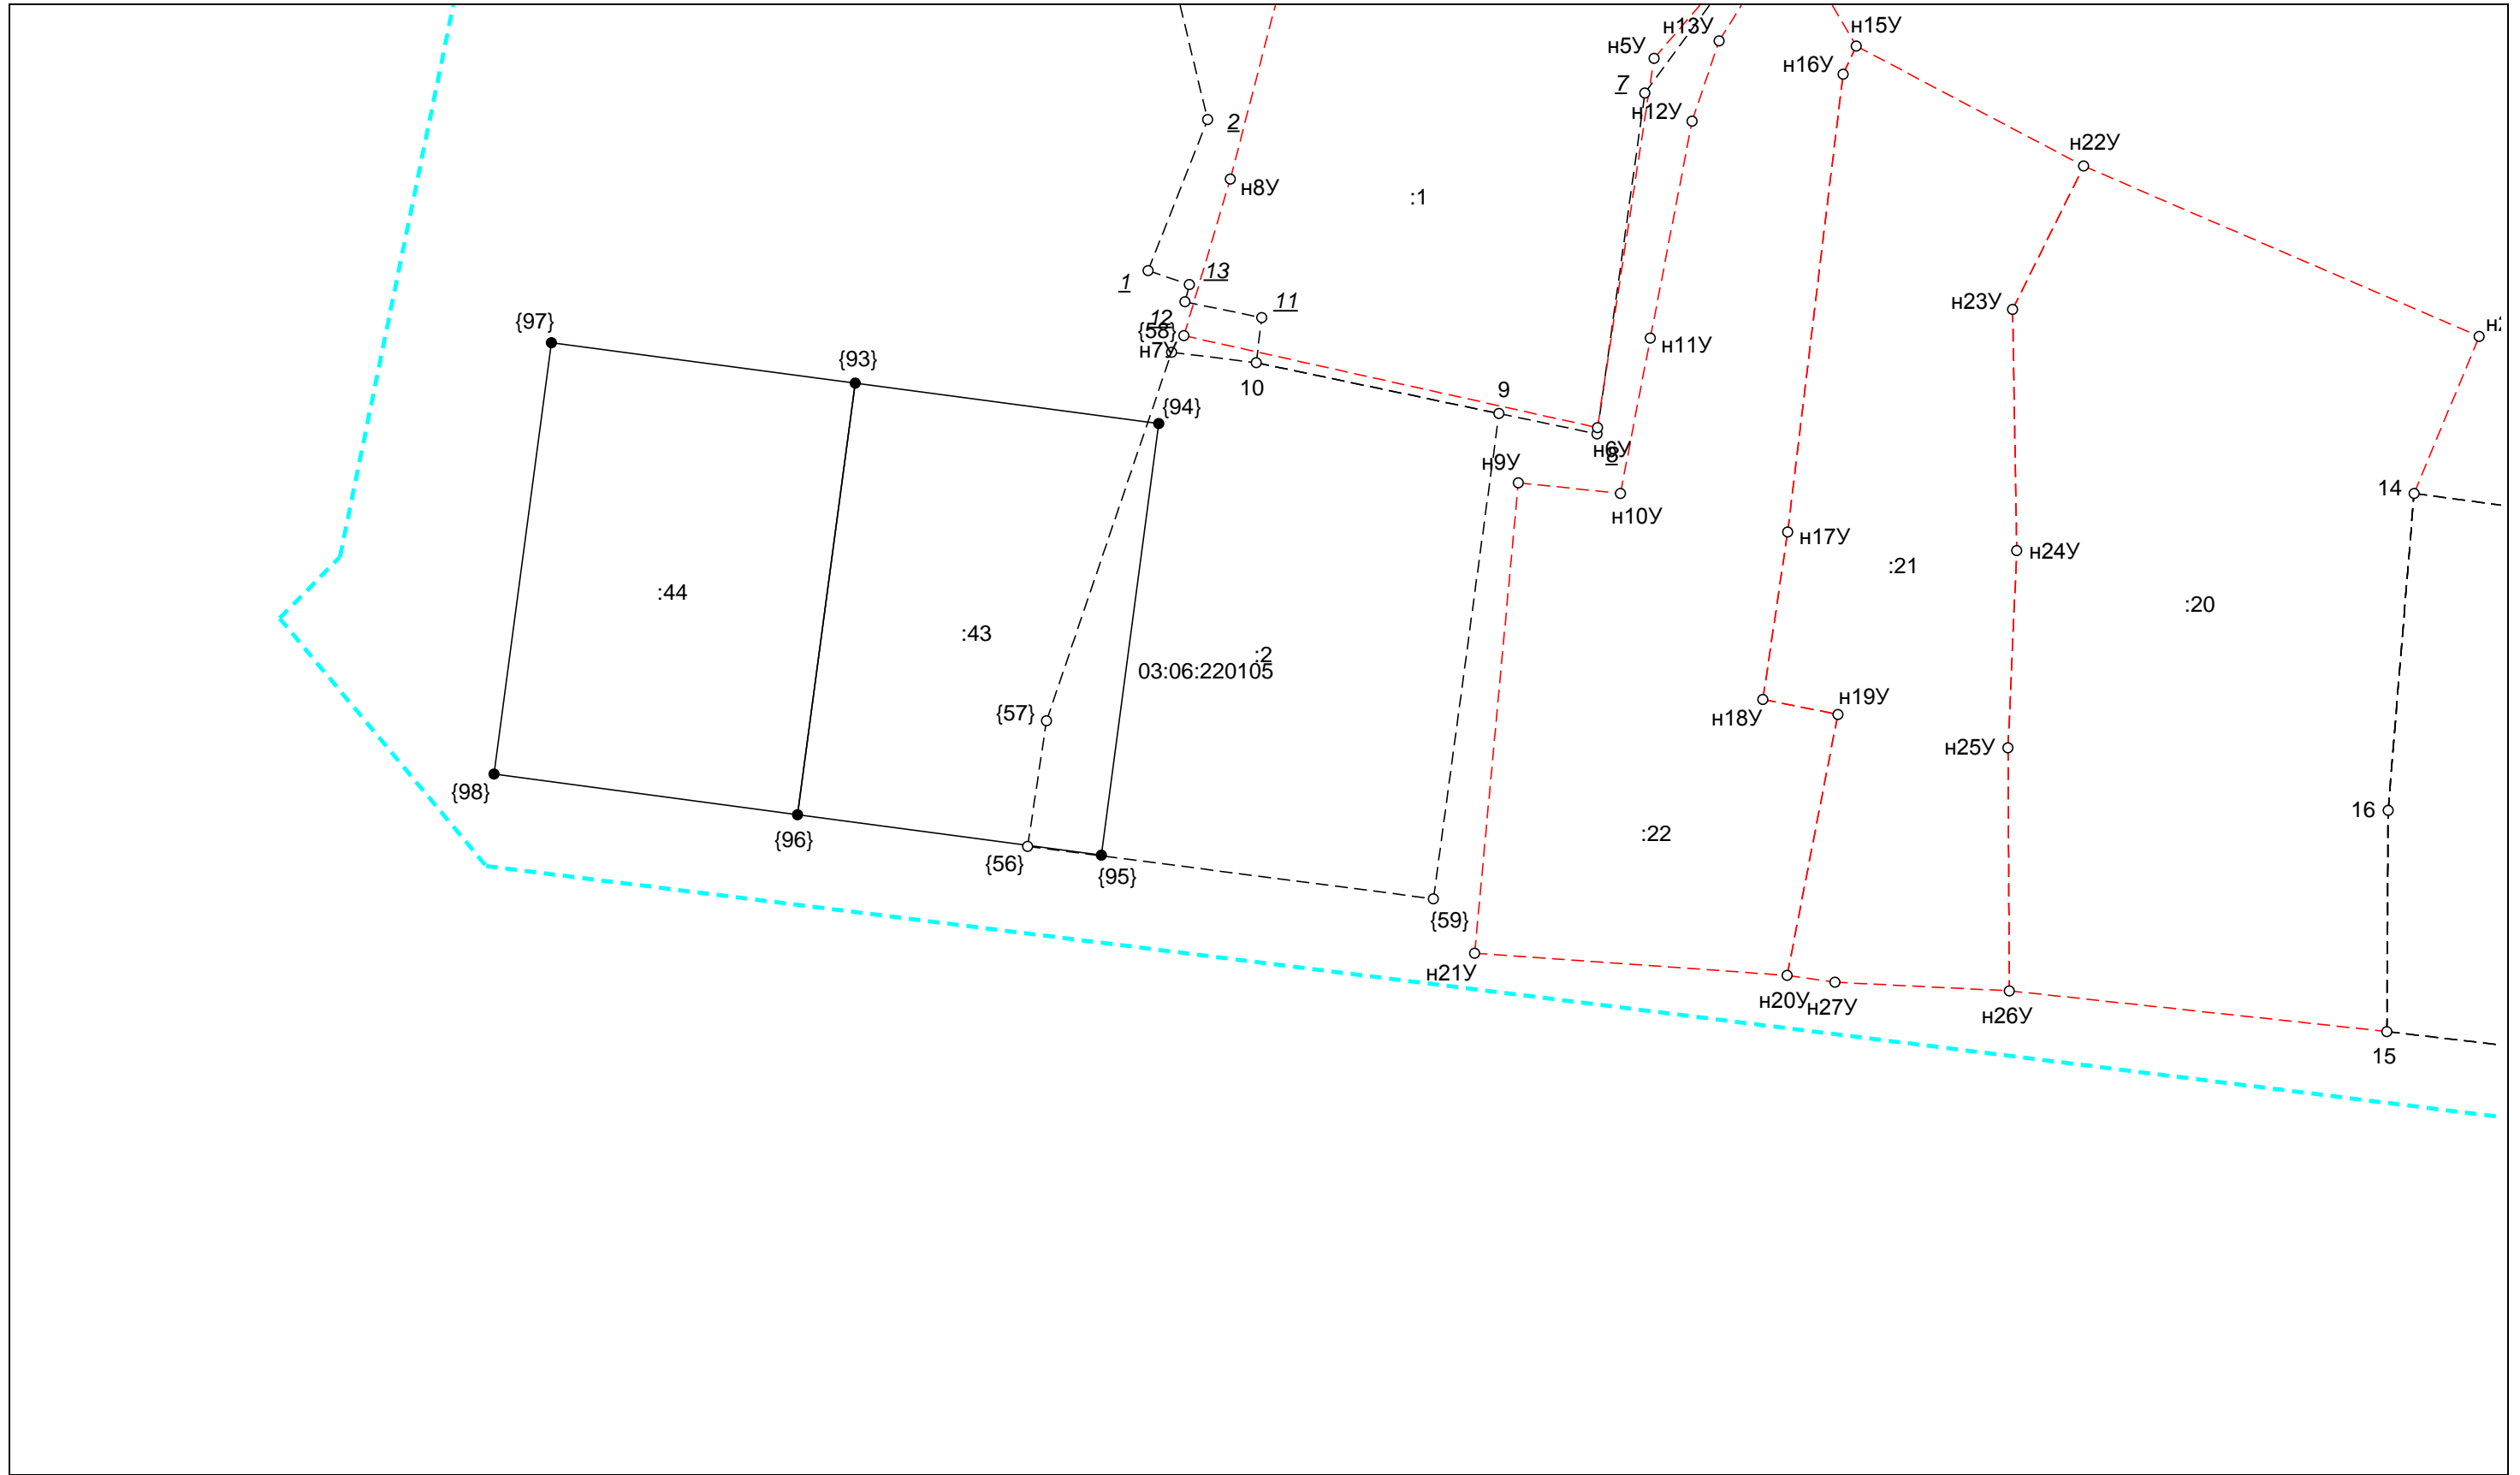 н13У
н15У
н5У
н16У
7
н12У
2
н22У
н8У
:1
13
1
11
н23У
12
{97}
{58}
н11У
н7У
{93}
10
9
{94}
н6У
8
н9У
14
н10У
н17У
н24У
:21
:44
:20
:43
:2
03:06:220105
н19У
{57}
н18У
н25У
{98}
16
:22
{96}
{56}
{95}
{59}
н21У
н20У
н27У
н26У
15